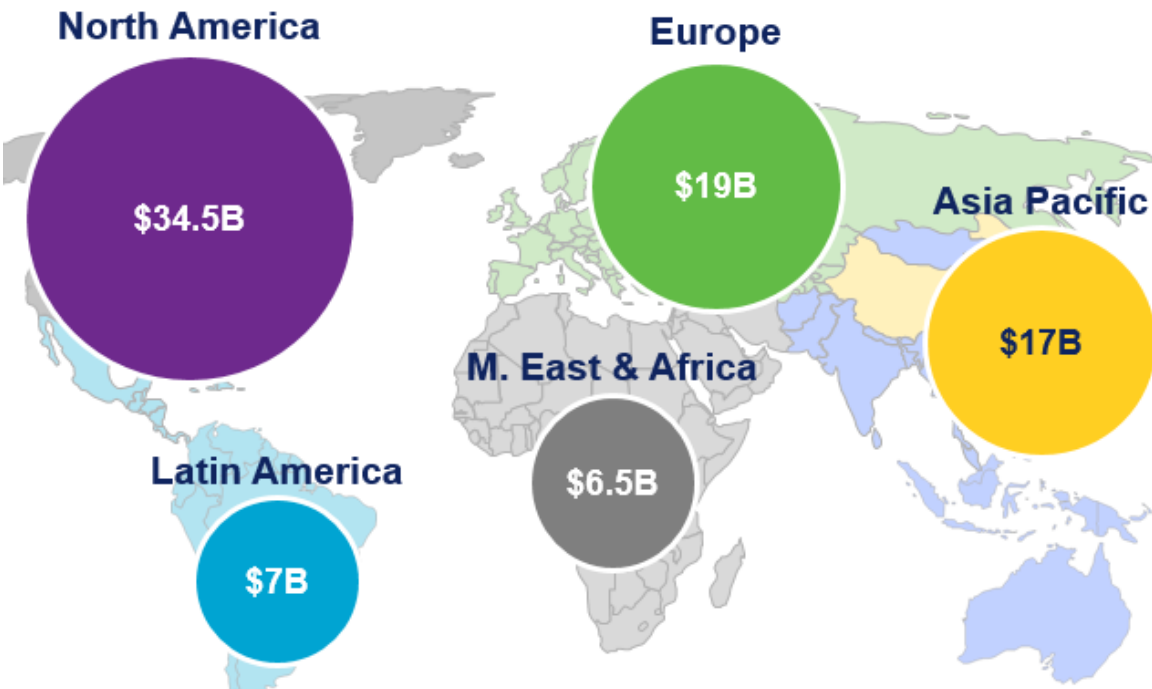 North America
$34.5B
Europe
$19B
Asia Pacific
$17B
M. East & Africa
$6.5B
Latin America
$7B